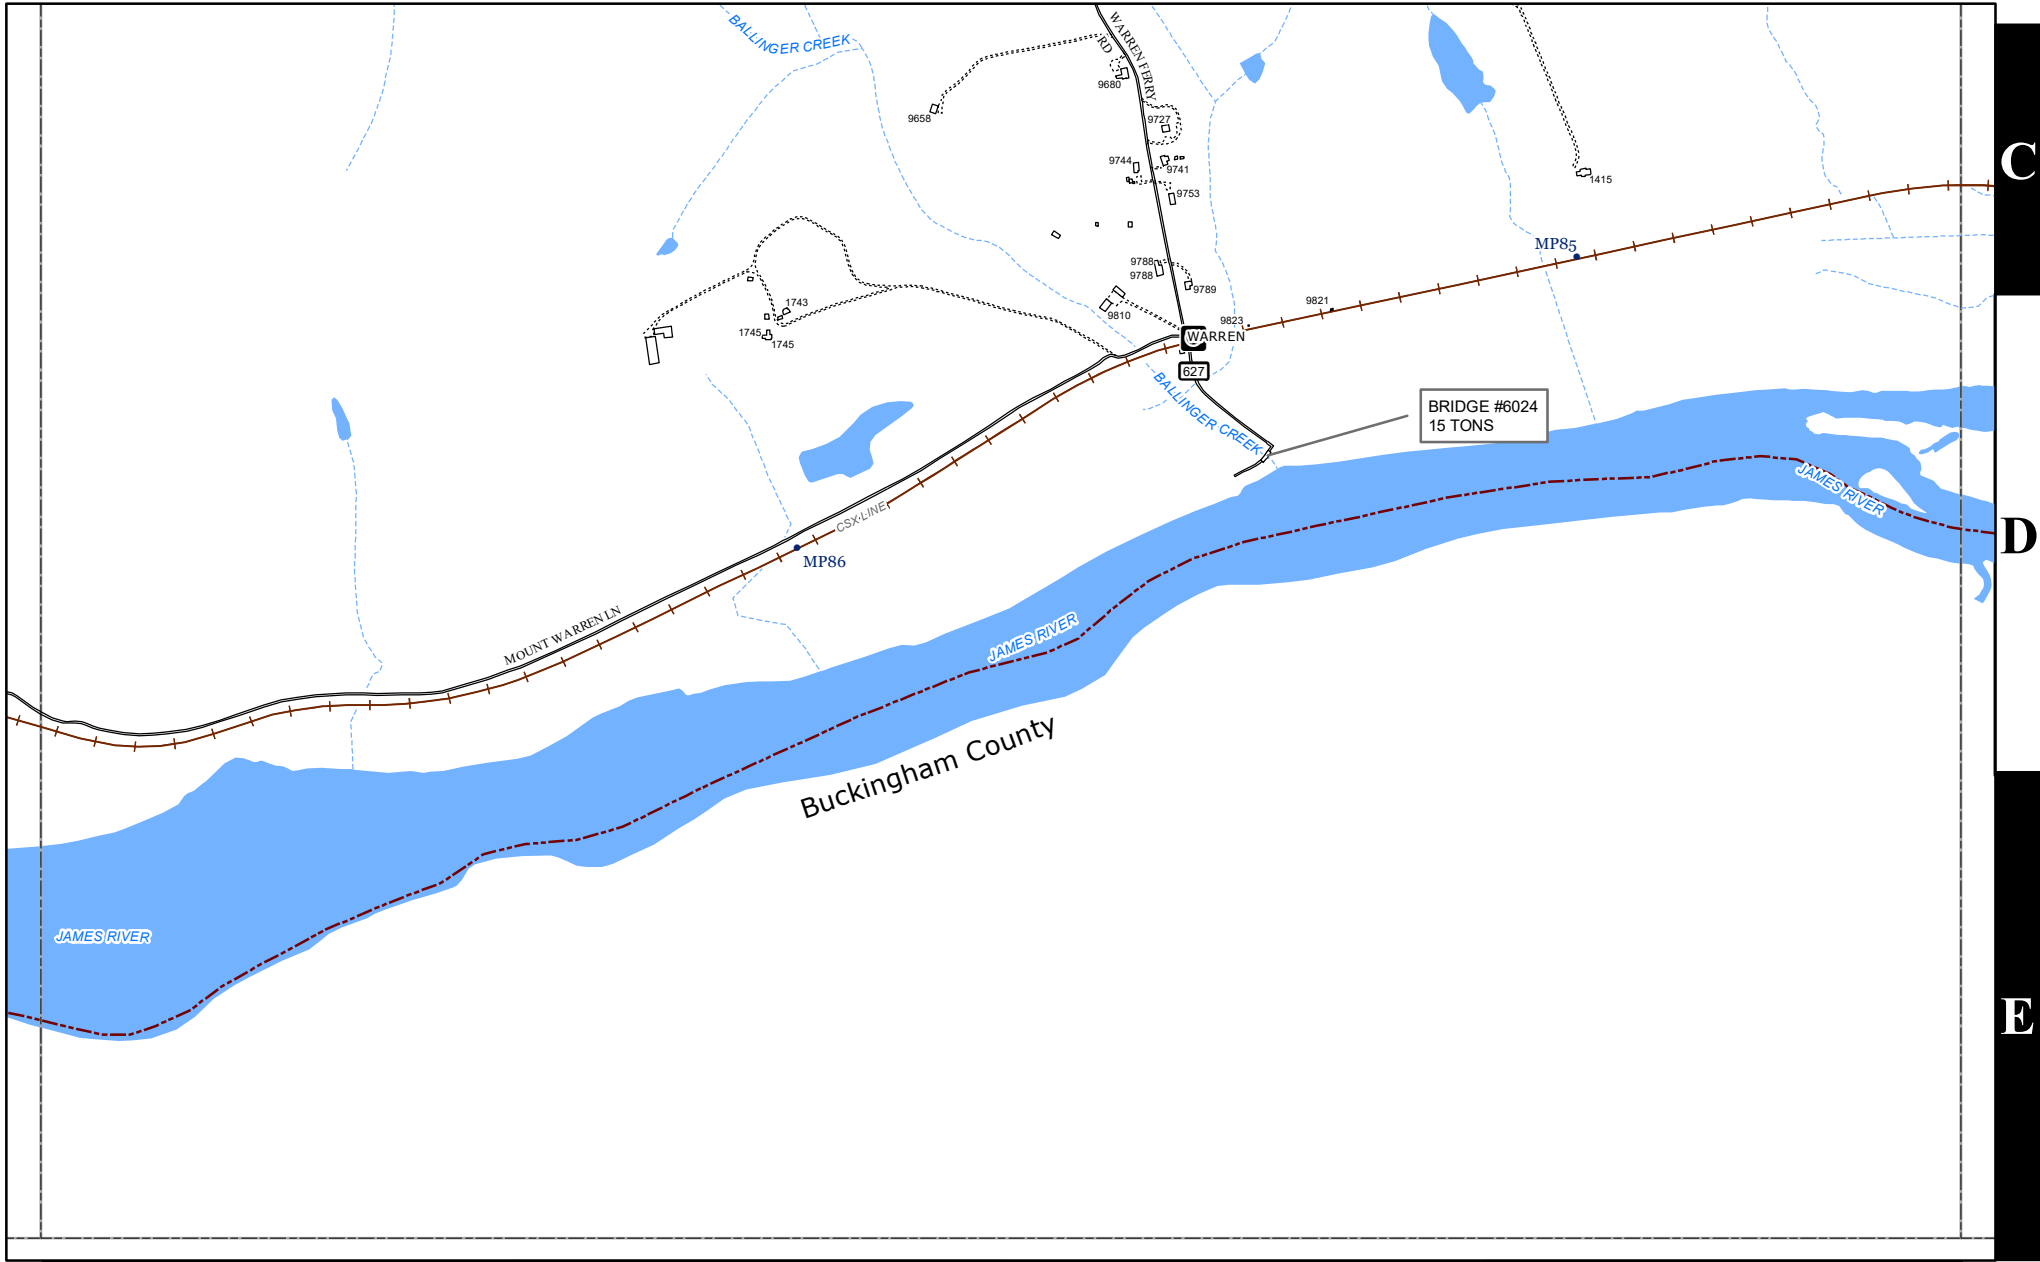 BALLINGER CREEK
WARREN FERRY
RD
9680
9658
9727
9744
9741
9753
1415
C
MP85
9788
9788
9789
9810
1743
1745
1745
9821
9823
WARREN
627
BALLINGER CREEK
BRIDGE #6024
15 TONS
JAMES RIVER
CSX LINE
MP86
D
MOUNT WARREN LN
JAMES RIVER
Buckingham County
JAMES RIVER
E